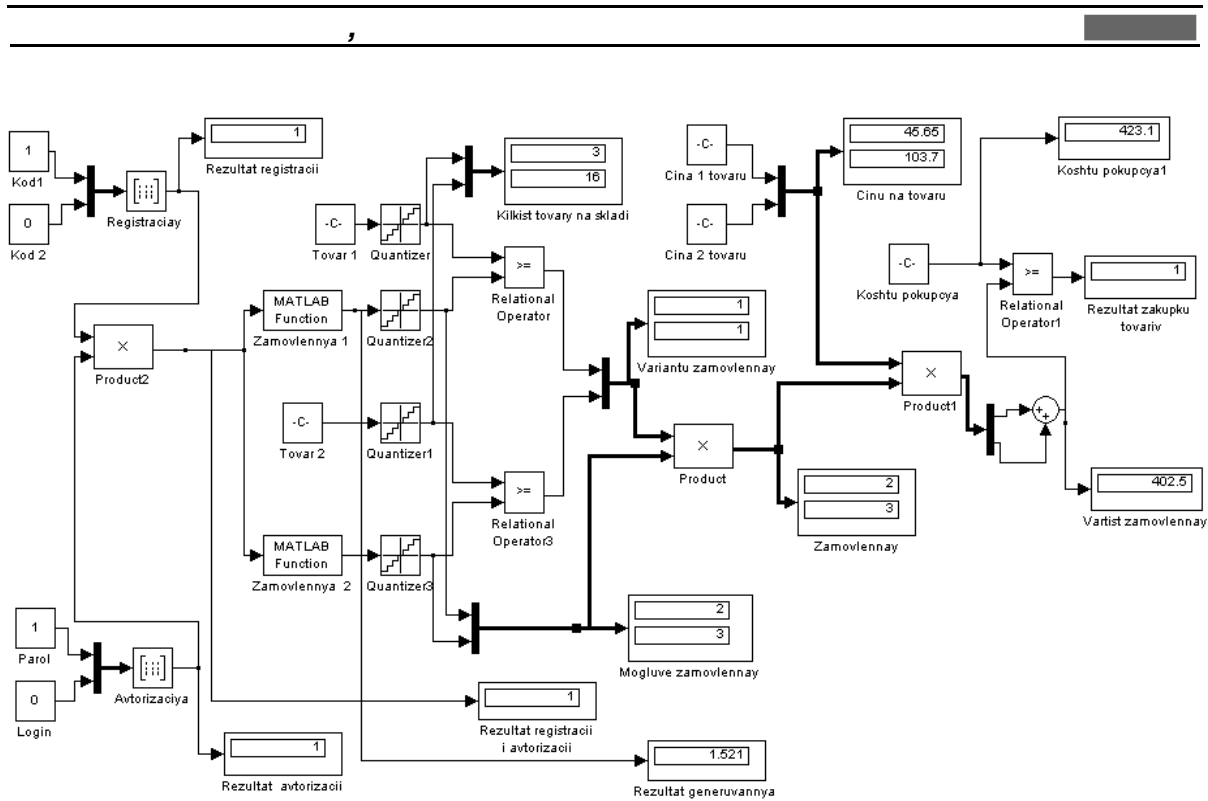 ,
1
Kod1
0
Kod 2
Registraciay
1
Rezultat registracii
-C-
Tovar 1
Quantizer
3
16
Kilkist tovary na skladi
-C-
Cina 1 tovaru
-C-
Cina 2 tovaru
45.65
103.7
Cinu na tovaru
423.1
Koshtu pokupcya1
-C-
Koshtu pokupcya
>=
Relational
Operator1
1
Rezultat zakupku
tovariv
>=
Relational
Operator
×
Product2
MATLAB
Function
Zamovlennya 1
Quantizer2
1
1
Variantu zamovlennay
×
Product1
-C-
Tovar 2
Quantizer1
×
Product
++
>=
Relational
Operator3
2
3
Zamovlennay
402.5
Vartist zamovlennay
MATLAB
Function
Zamovlennya 2
Quantizer3
2
3
Mogluve zamovlennay
1
Parol
0
Login
Avtorizaciya
1
Rezultat registracii
i avtorizacii
1
Rezultat avtorizacii
1.521
Rezultat generuvannya